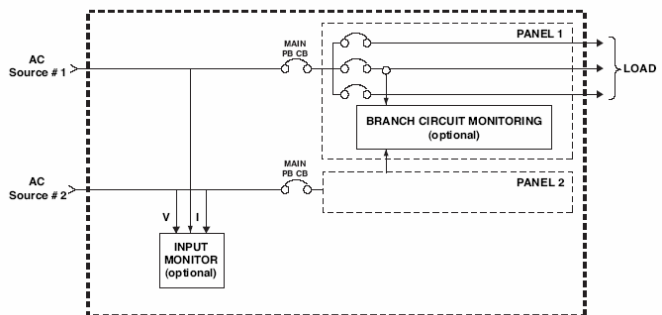 PANEL 1
MAIN
PB CB
AC
Source # 1
LOAD
BRANCH CIRCUIT MONITORING
(optional)
MAIN
PB CB
AC
Source # 2
PANEL 2
V I
INPUT
MONITOR
(optional)